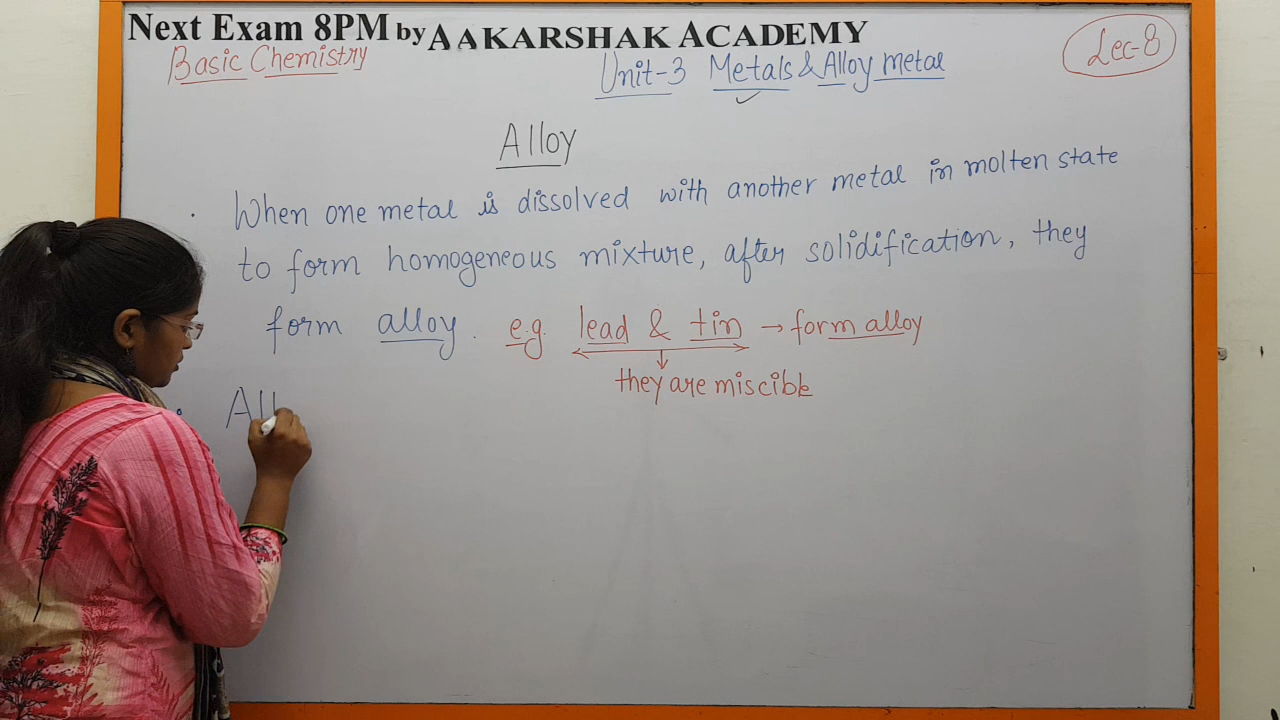 Next Exam 8PM by AAKARSHAK ACADEMY
Basic Chemistry
Unit-3 Metals & Alloy metal
Lec-8
Alloy
When one metal is dissolved with another metal in molten state
to form homogeneous mixture, after solidification, they
form alloy. e.g. lead & tin → form alloy
they are miscible
All